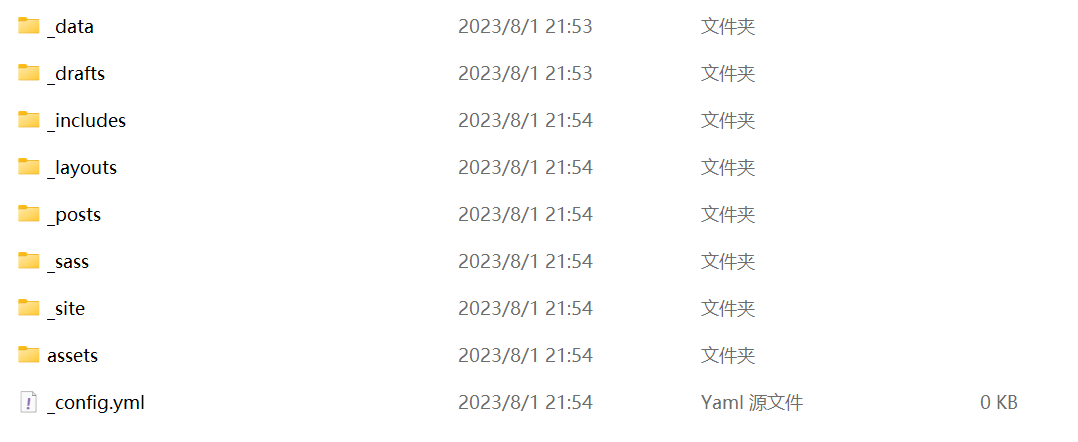 _data 2023/8/1 21:53 文件夹
_drafts 2023/8/1 21:53 文件夹
_includes 2023/8/1 21:54 文件夹
_layouts 2023/8/1 21:54 文件夹
_posts 2023/8/1 21:54 文件夹
_sass 2023/8/1 21:54 文件夹
_site 2023/8/1 21:54 文件夹
assets 2023/8/1 21:54 文件夹
_config.yml 2023/8/1 21:54 Yaml 源文件 0 KB